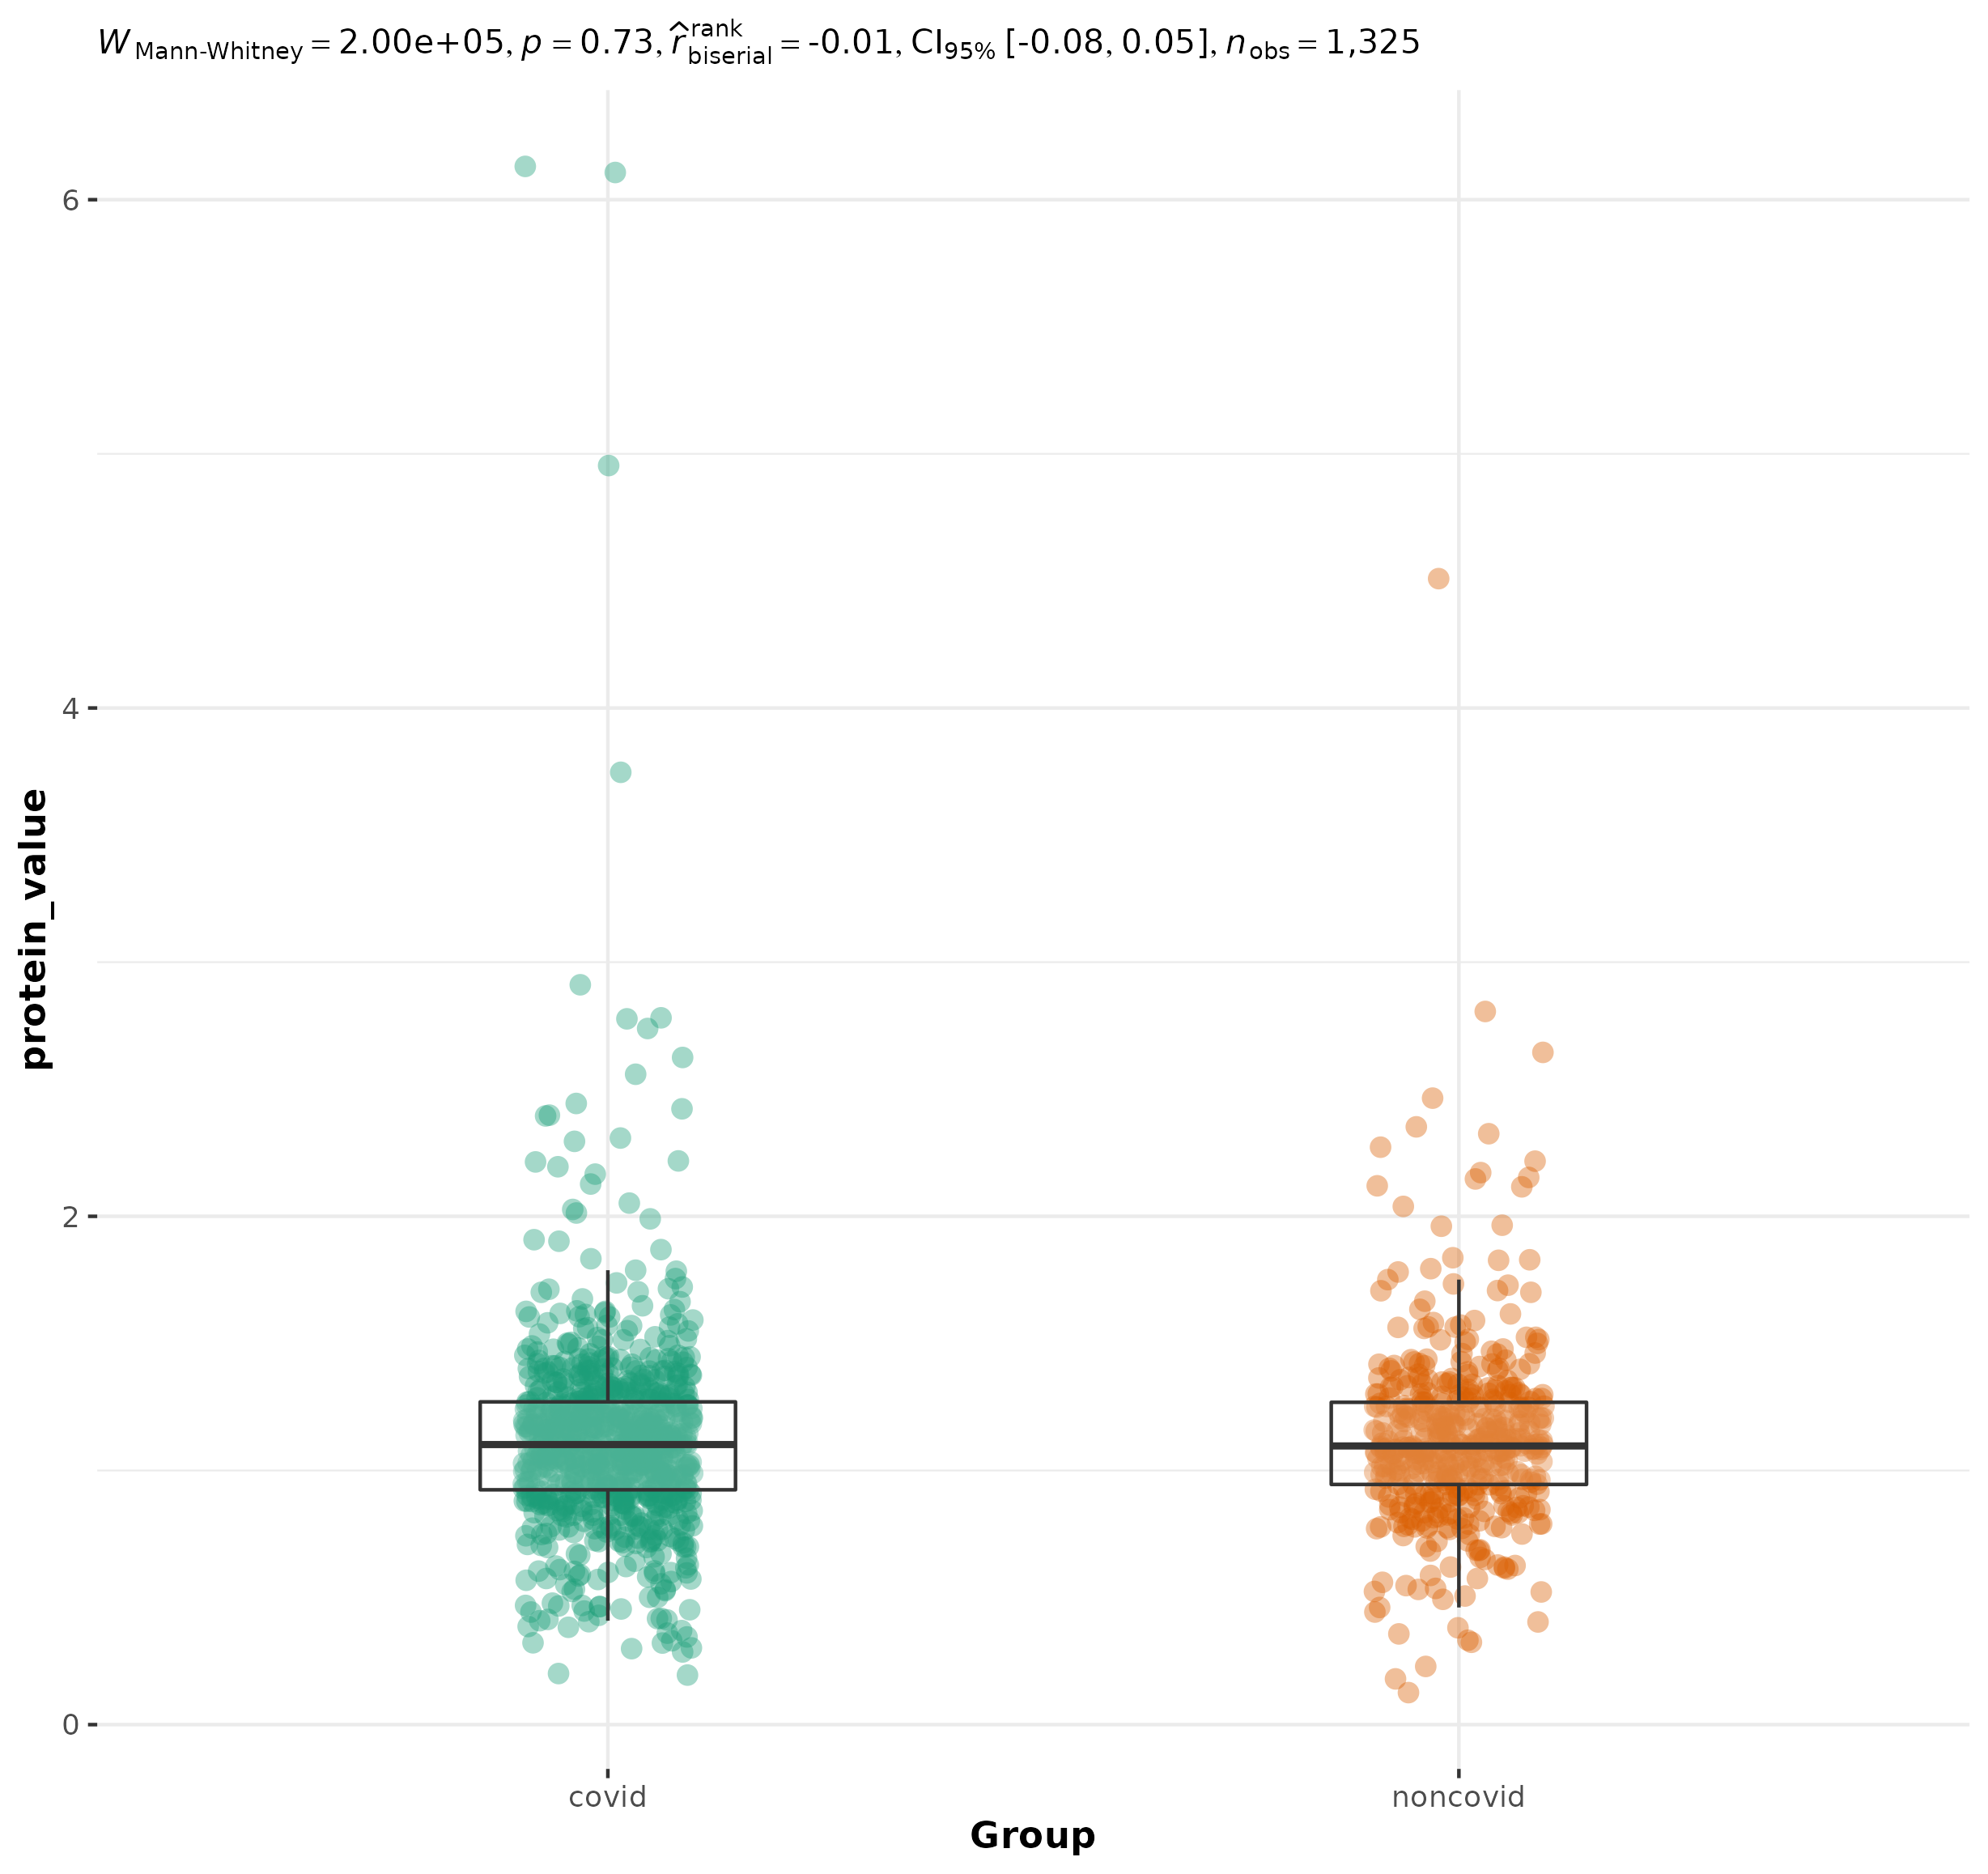 W Mann-Whitney = 2.00e+05, p = 0.73, r̂ rank biserial = -0.01, CI95% [-0.08, 0.05], nobs = 1,325
6
4
2
0
protein_value
covid noncovid
Group